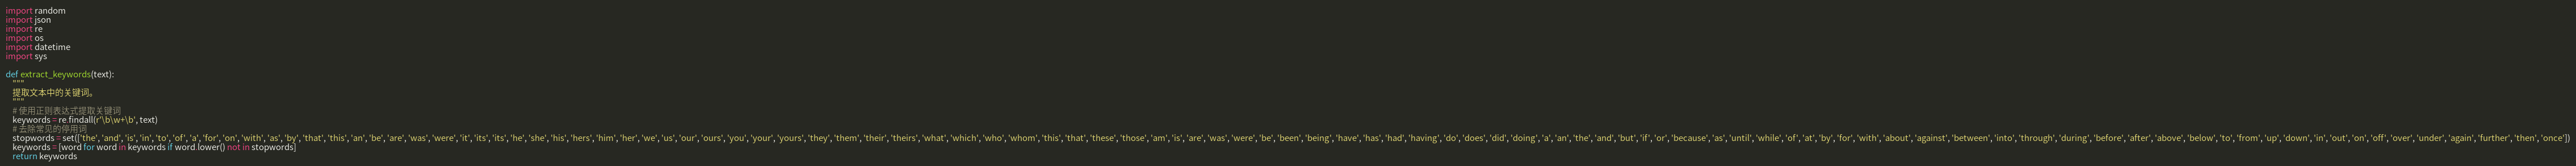 import random
import json
import re
import os
import datetime
import sys

def extract_keywords(text):
    """
    提取文本中的关键词。
    """
    # 使用正则表达式提取关键词
    keywords = re.findall(r'\b\w+\b', text)
    # 去除常见的停用词
    stopwords = set(['the', 'and', 'is', 'in', 'to', 'of', 'a', 'for', 'on', 'with', 'as', 'by', 'that', 'this', 'an', 'be', 'are', 'was', 'were', 'it', 'its', 'its', 'he', 'she', 'his', 'hers', 'him', 'her', 'we', 'us', 'our', 'ours', 'you', 'your', 'yours', 'they', 'them', 'their', 'theirs', 'what', 'which', 'who', 'whom', 'this', 'that', 'these', 'those', 'am', 'is', 'are', 'was', 'were', 'be', 'been', 'being', 'have', 'has', 'had', 'having', 'do', 'does', 'did', 'doing', 'a', 'an', 'the', 'and', 'but', 'if', 'or', 'because', 'as', 'until', 'while', 'of', 'at', 'by', 'for', 'with', 'about', 'against', 'between', 'into', 'through', 'during', 'before', 'after', 'above', 'below', 'to', 'from', 'up', 'down', 'in', 'out', 'on', 'off', 'over', 'under', 'again', 'further', 'then', 'once'])
    keywords = [word for word in keywords if word.lower() not in stopwords]
    return keywords